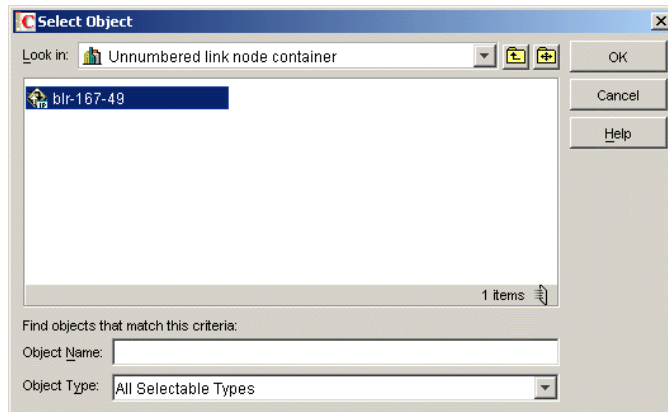 Select Object
Look in: Unnumbered link node container
OK
blr-167-49
Cancel
Help
1 items
Find objects that match this criteria:
Object Name:
Object Type: All Selectable Types